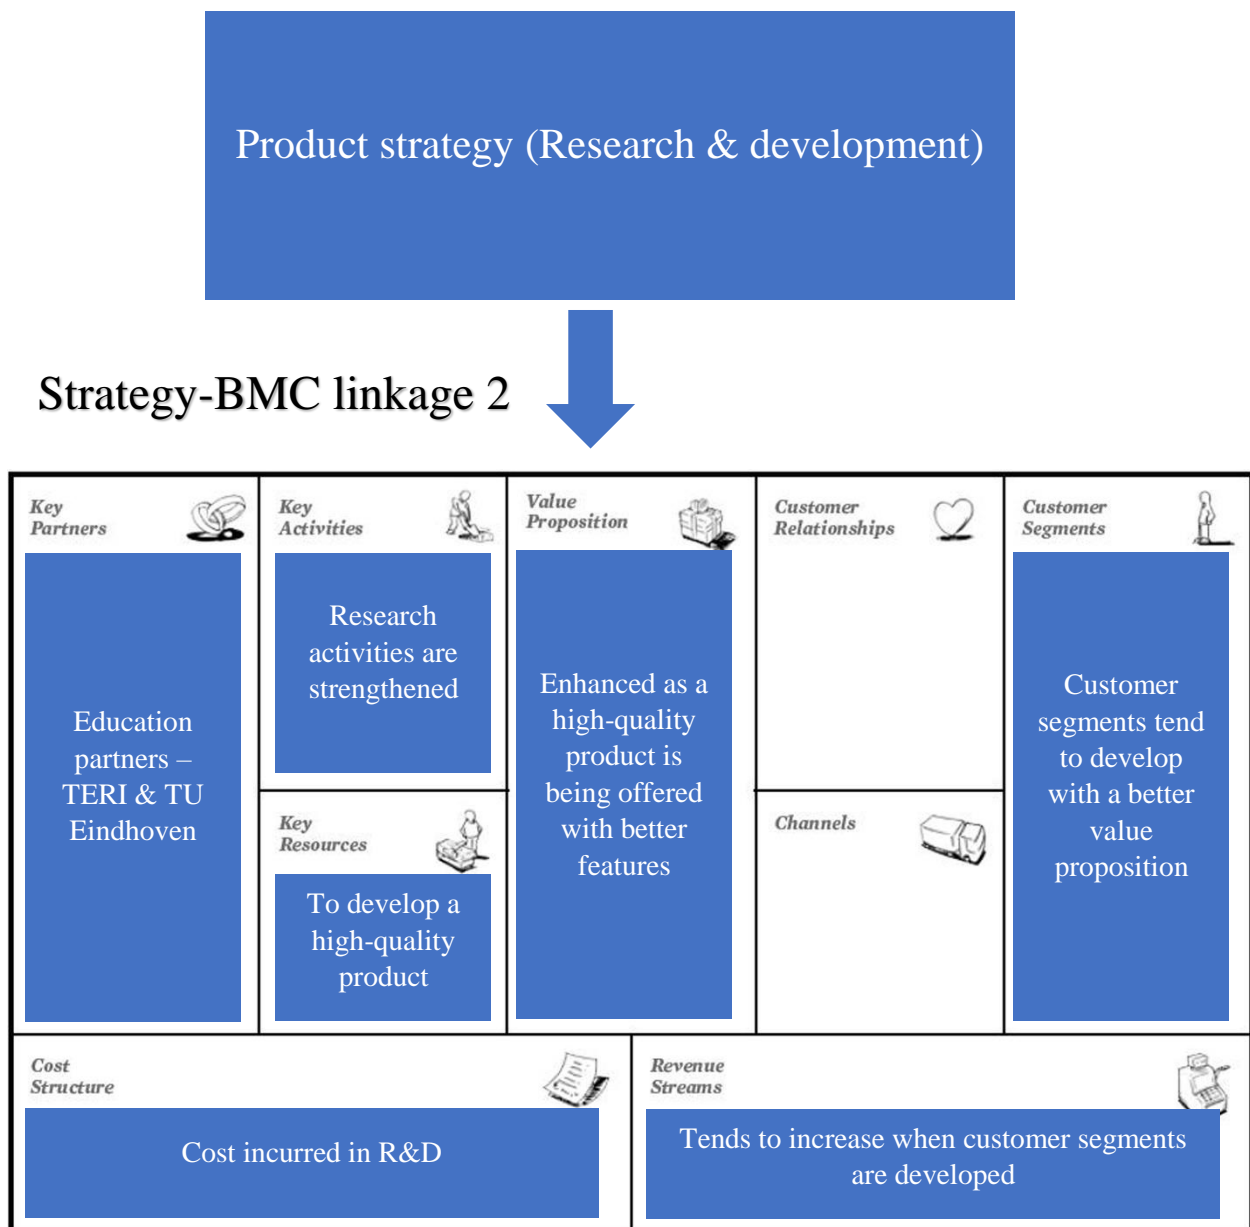 Product strategy (Research & development)
Strategy-BMC linkage 2
Key
Partners
Education
partners –
TERI & TU
Eindhoven
Key
Activities
Research
activities are
strengthened
Key
Resources
To develop a
high-quality
product
Value
Proposition
Enhanced as a
high-quality
product is
being offered
with better
features
Customer
Relationships
Channels
Customer
Segments
Customer
segments tend
to develop
with a better
value
proposition
Cost
Structure
Cost incurred in R&D
Revenue
Streams
Tends to increase when customer segments
are developed